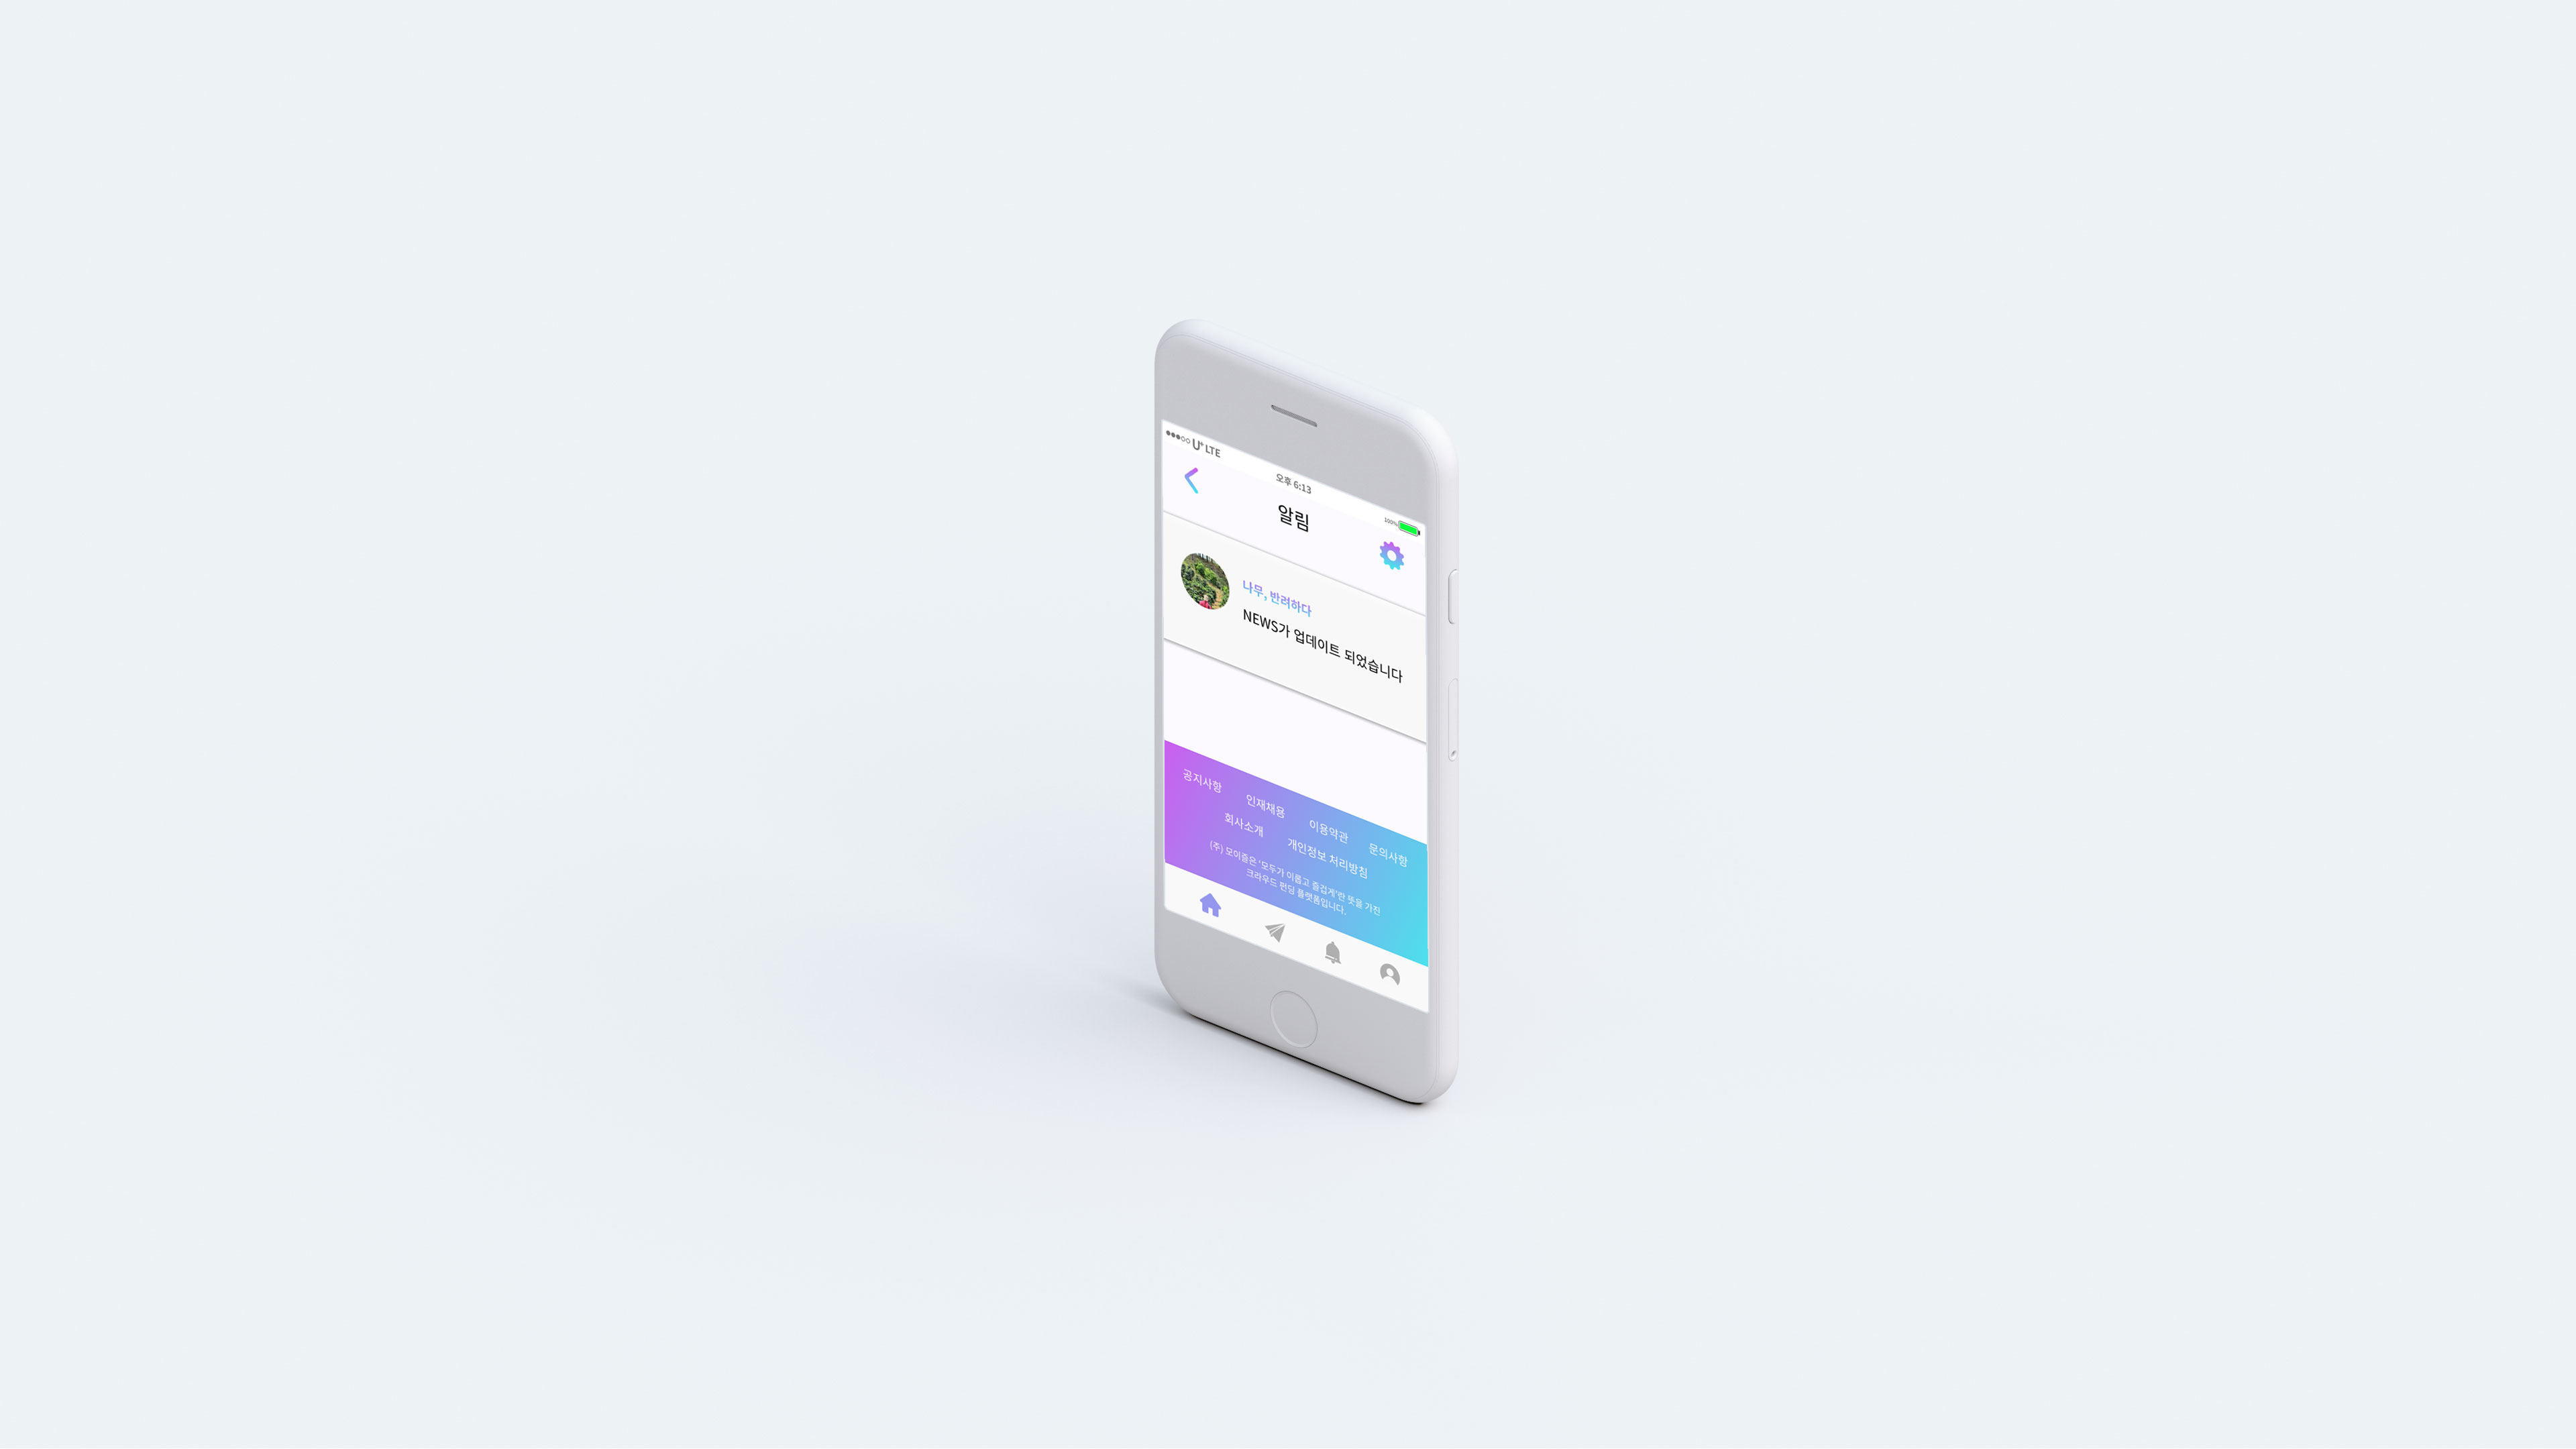 U+ LTE
오후 6:13
100%
알림
나무, 반려하다
NEWS가 업데이트 되었습니다
공지사항 인재채용 이용약관 문의사항
회사소개 개인정보 처리방침
(주) 모이즐은 '모두가 이롭고 즐겁게'란 뜻을 가진
크라우드 펀딩 플랫폼입니다.